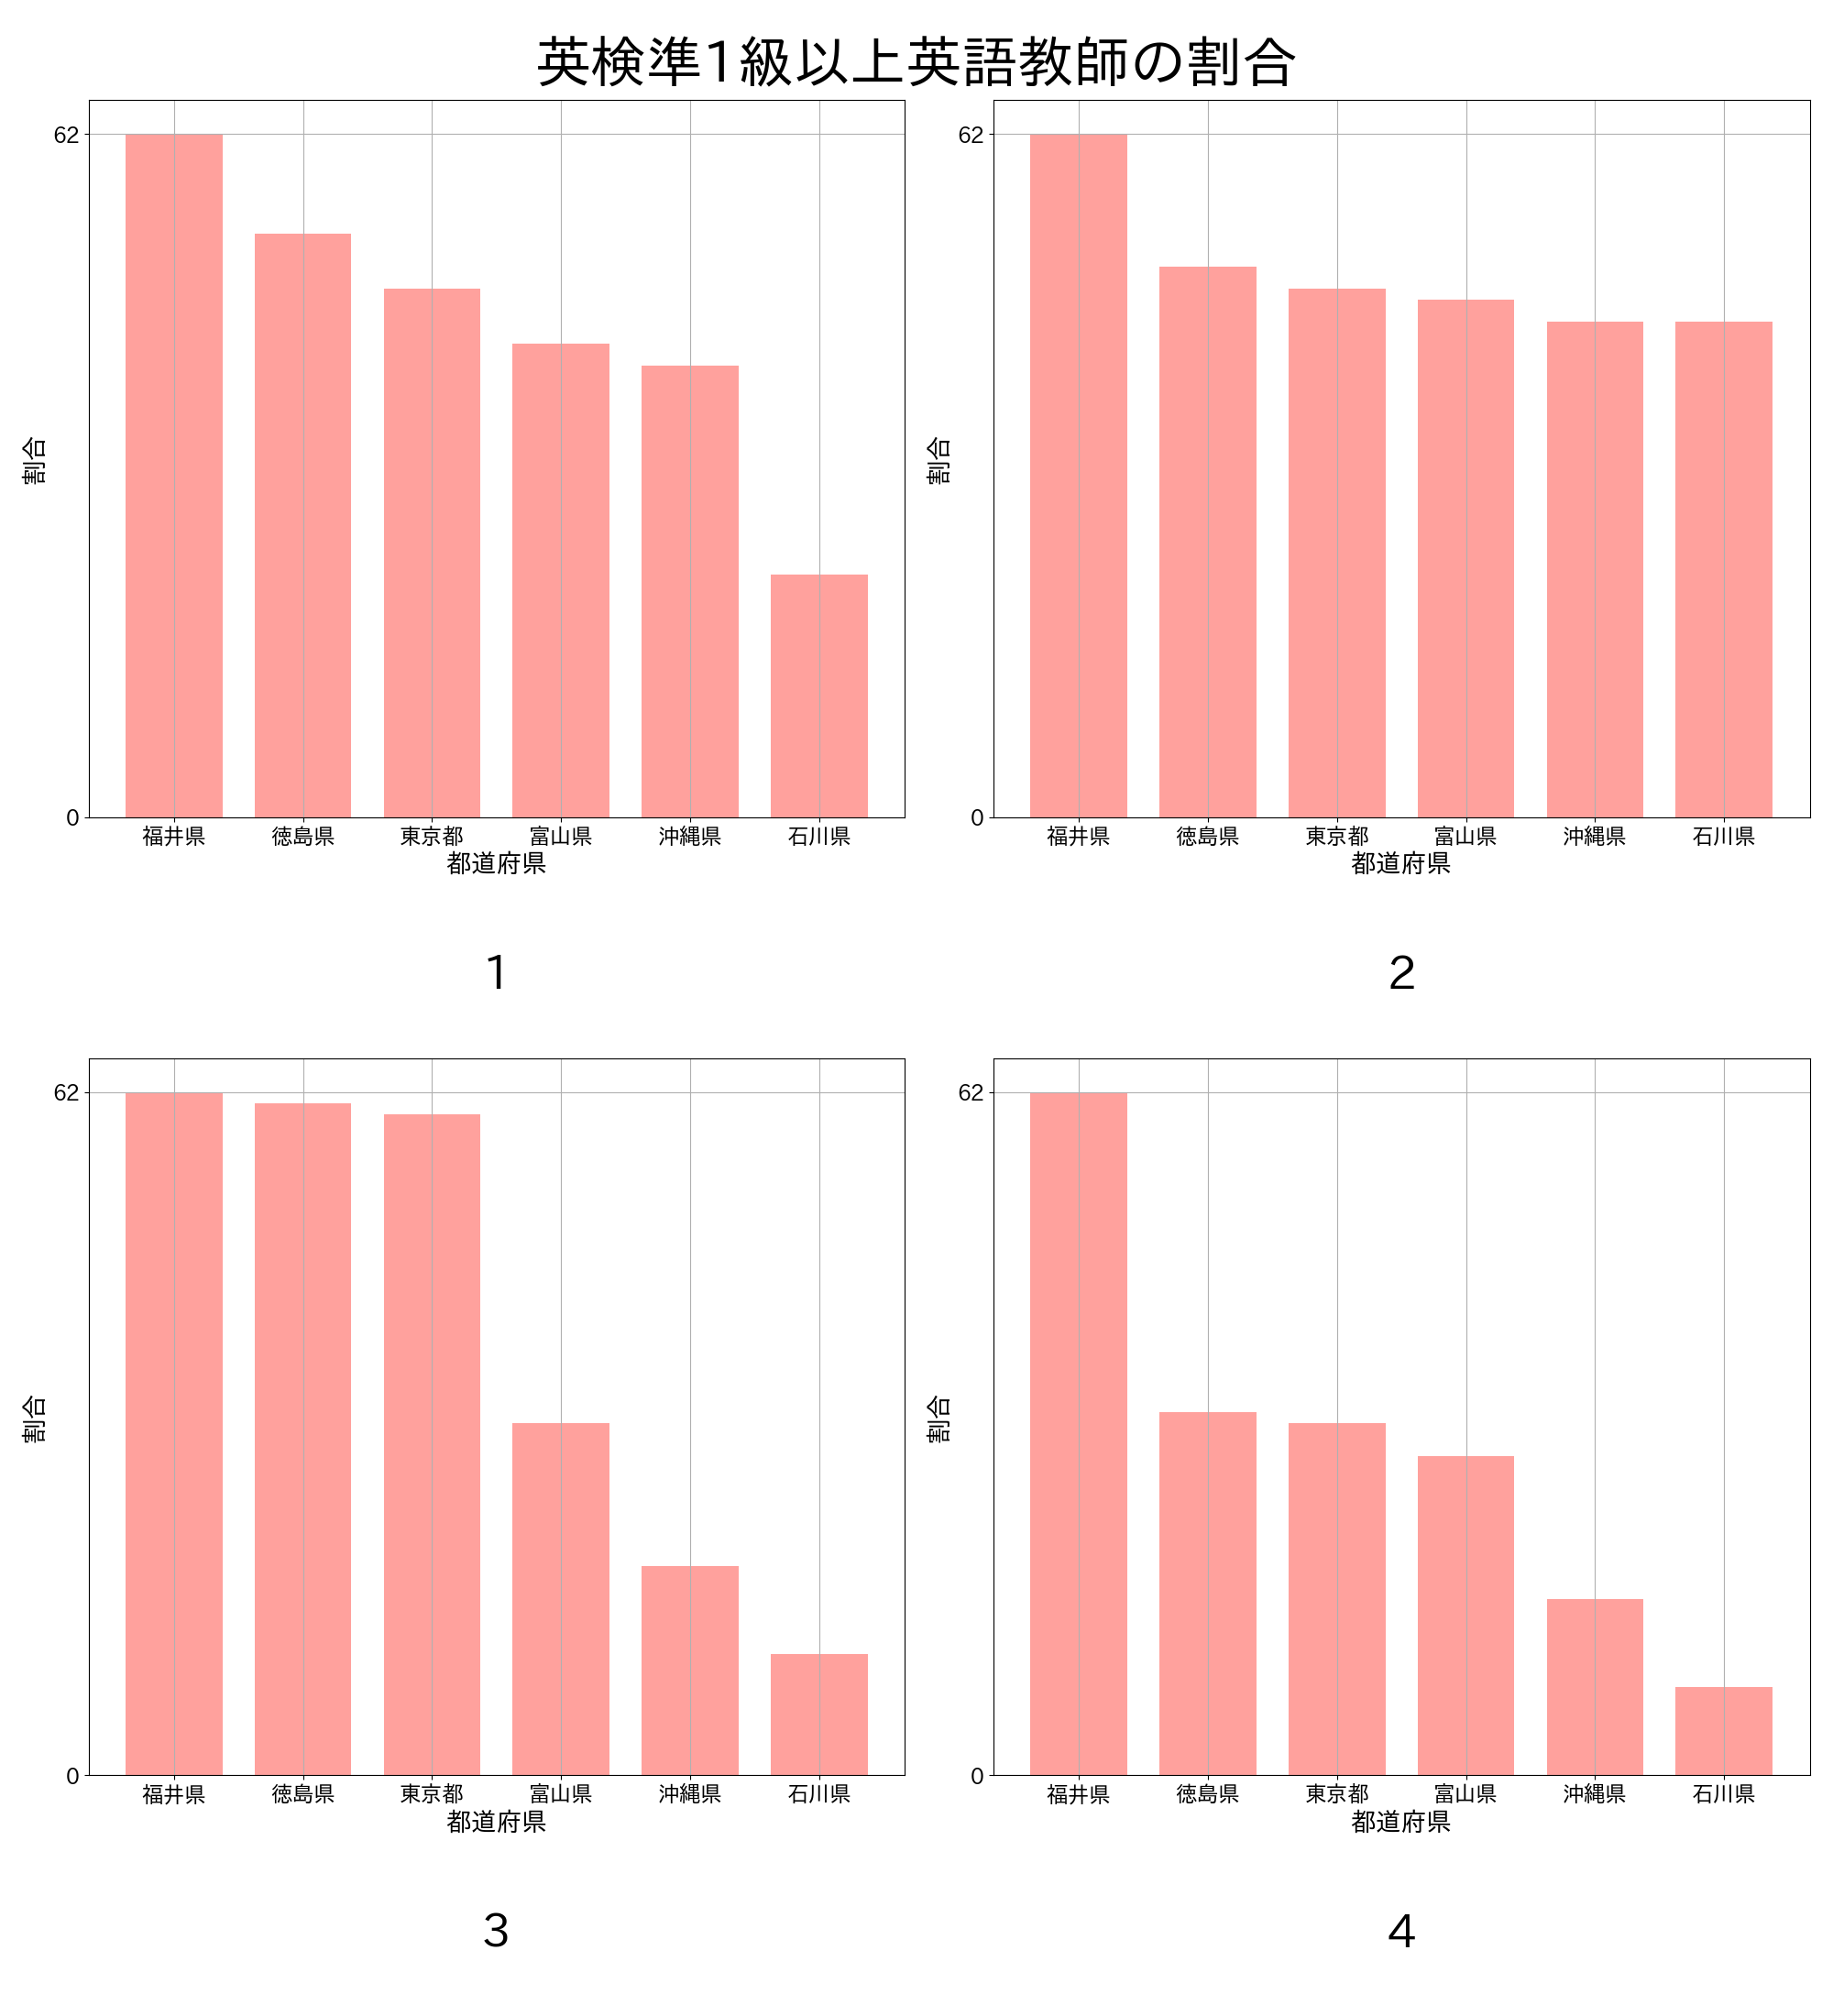 英検準1級以上英語教師の割合
62
0
割合
福井県 徳島県 東京都 富山県 沖縄県 石川県
都道府県
1
62
0
割合
福井県 徳島県 東京都 富山県 沖縄県 石川県
都道府県
2
62
0
割合
福井県 徳島県 東京都 富山県 沖縄県 石川県
都道府県
3
62
0
割合
福井県 徳島県 東京都 富山県 沖縄県 石川県
都道府県
4